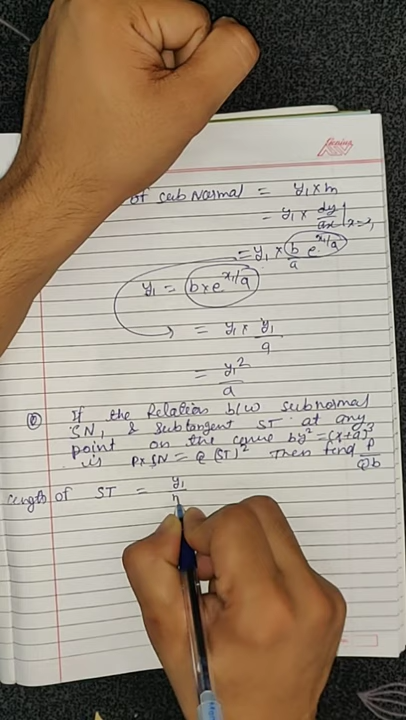 of sub Normal = y₁ × m
= y₁ × dy/dx | x=x₁
= y₁ × b/a e^(x₁/a)
y₁ = b×e^(x₁/a)
= y₁ × y₁/a
= y₁²/a
Q If the Relation b/w subnormal
SN, & subtangent ST at any
point on the curve by² = (x+a)³
is P×SN = Q (ST)² Then find P/Qb
length of ST = y₁